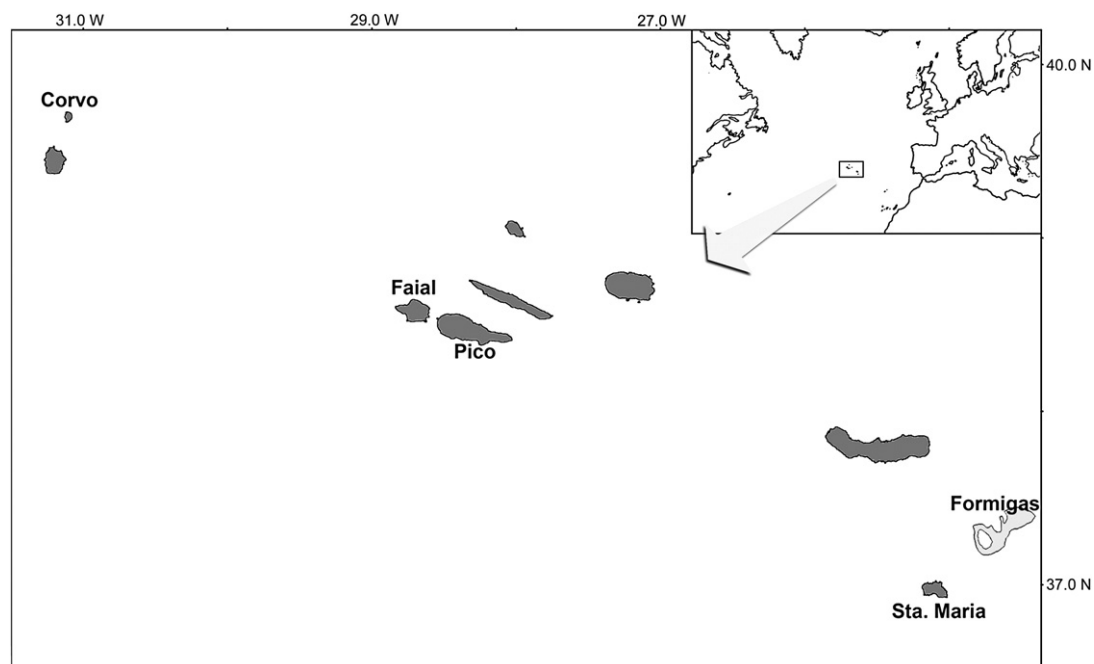 31.0 W
29.0 W
27.0 W
40.0 N
Corvo
Faial
Pico
Formigas
37.0 N
Sta. Maria